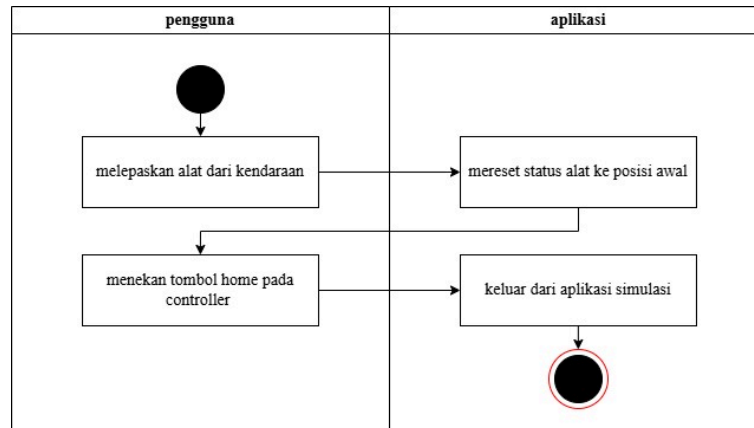 pengguna
aplikasi
melepaskan alat dari kendaraan
mereset status alat ke posisi awal
menekan tombol home pada
controller
keluar dari aplikasi simulasi